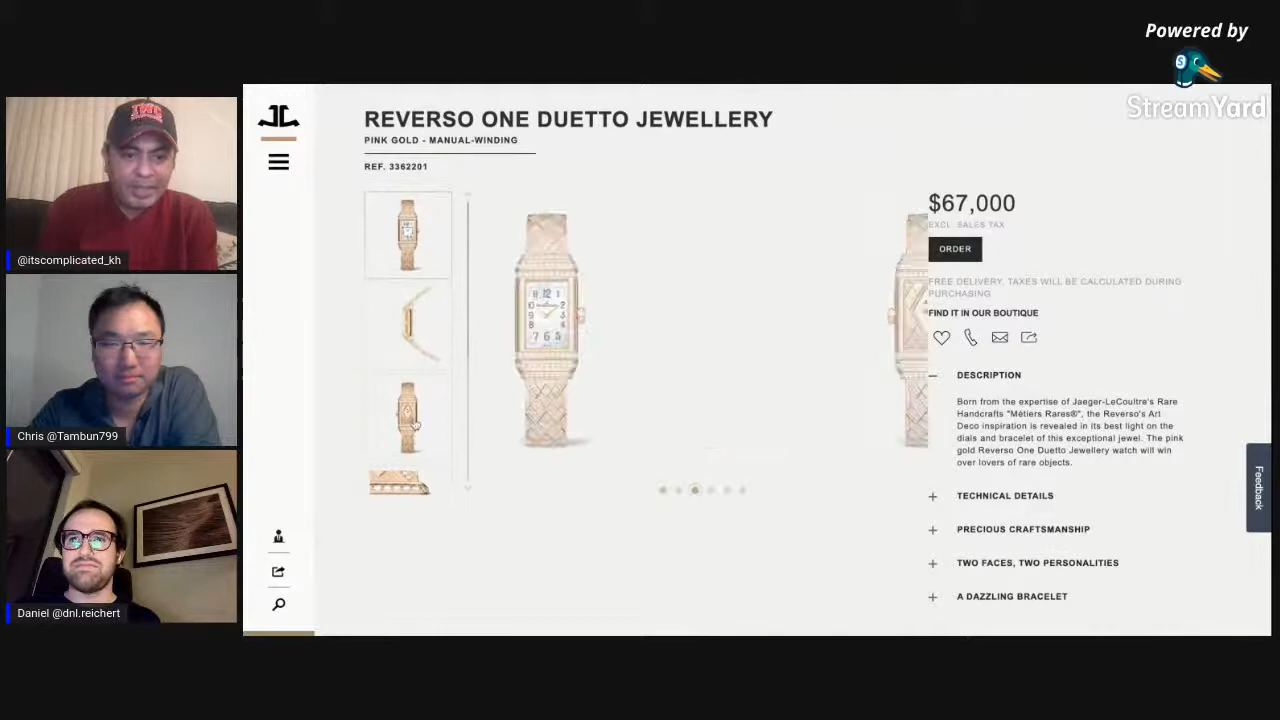 Powered by
S
StreamYard
@itscomplicated_kh
Chris @Tambun799
Daniel @dnl.reichert
REVERSO ONE DUETTO JEWELLERY
PINK GOLD - MANUAL-WINDING
REF. 3362201
$67,000
EXCL. SALES TAX
ORDER
FREE DELIVERY. TAXES WILL BE CALCULATED DURING
PURCHASING
FIND IT IN OUR BOUTIQUE
DESCRIPTION
Born from the expertise of Jaeger-LeCoultre's Rare
Handcrafts "Métiers Rares®", the Reverso's Art
Deco inspiration is revealed in its best light on the
dials and bracelet of this exceptional jewel. The pink
gold Reverso One Duetto Jewellery watch will win
over lovers of rare objects.
TECHNICAL DETAILS
PRECIOUS CRAFTSMANSHIP
TWO FACES, TWO PERSONALITIES
A DAZZLING BRACELET
Feedback